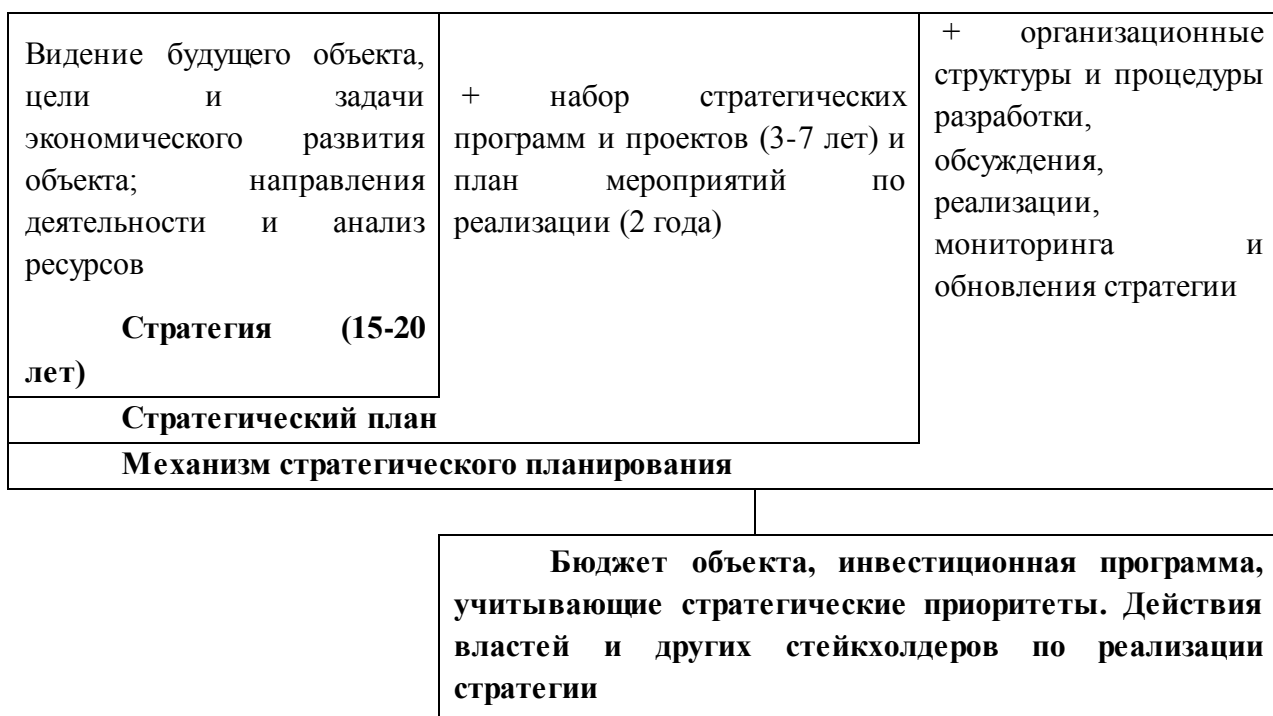 Видение будущего объекта,
цели и задачи
экономического развития
объекта; направления
деятельности и анализ
ресурсов
Стратегия (15-20
лет)
+ набор стратегических
программ и проектов (3-7 лет) и
план мероприятий по
реализации (2 года)
+ организационные
структуры и процедуры
разработки,
обсуждения,
реализации,
мониторинга и
обновления стратегии
Стратегический план
Механизм стратегического планирования
Бюджет объекта, инвестиционная программа,
учитывающие стратегические приоритеты. Действия
властей и других стейкхолдеров по реализации
стратегии